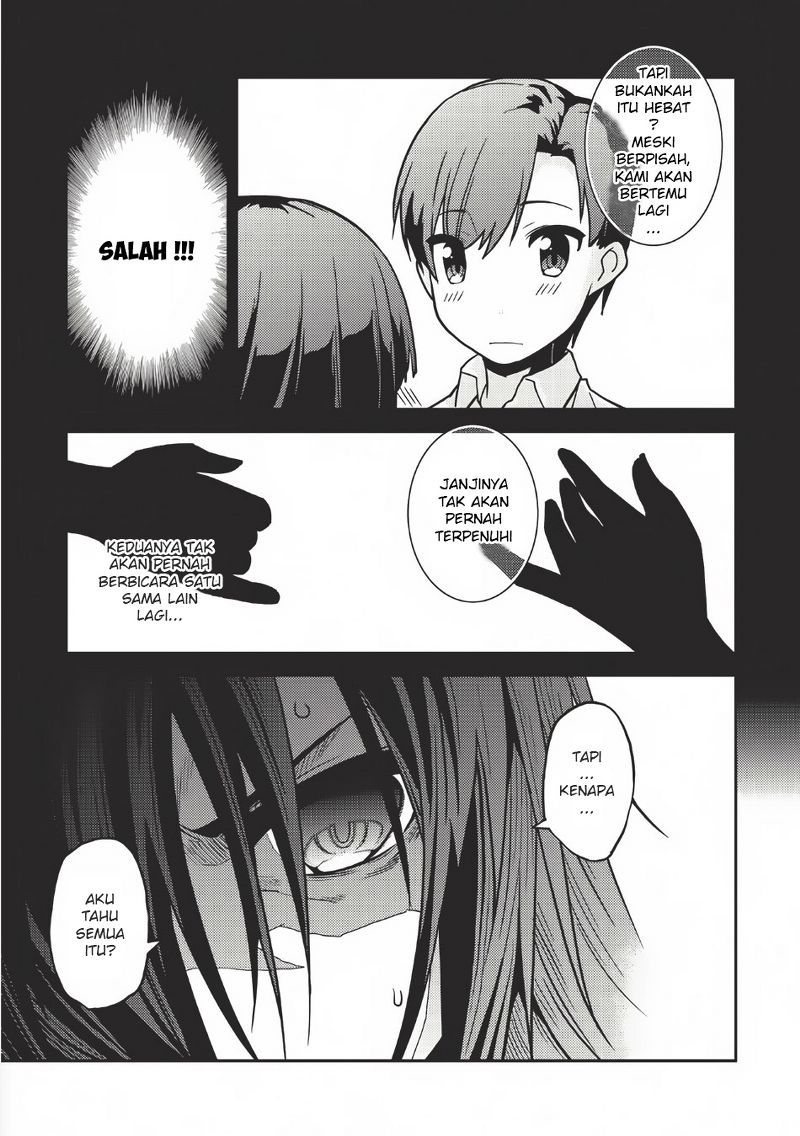 TAPI
BUKANKAH
ITU HEBAT
?
MESKI
BERPISAH,
KAMI AKAN
BERTEMU
LAGI
...
SALAH !!!
JANJINYA
TAK AKAN
PERNAH
TERPENUHI
KEDUANYA TAK
AKAN PERNAH
BERBICARA SATU
SAMA LAIN
LAGI...
TAPI
...
KENAPA
...
AKU
TAHU
SEMUA
ITU?